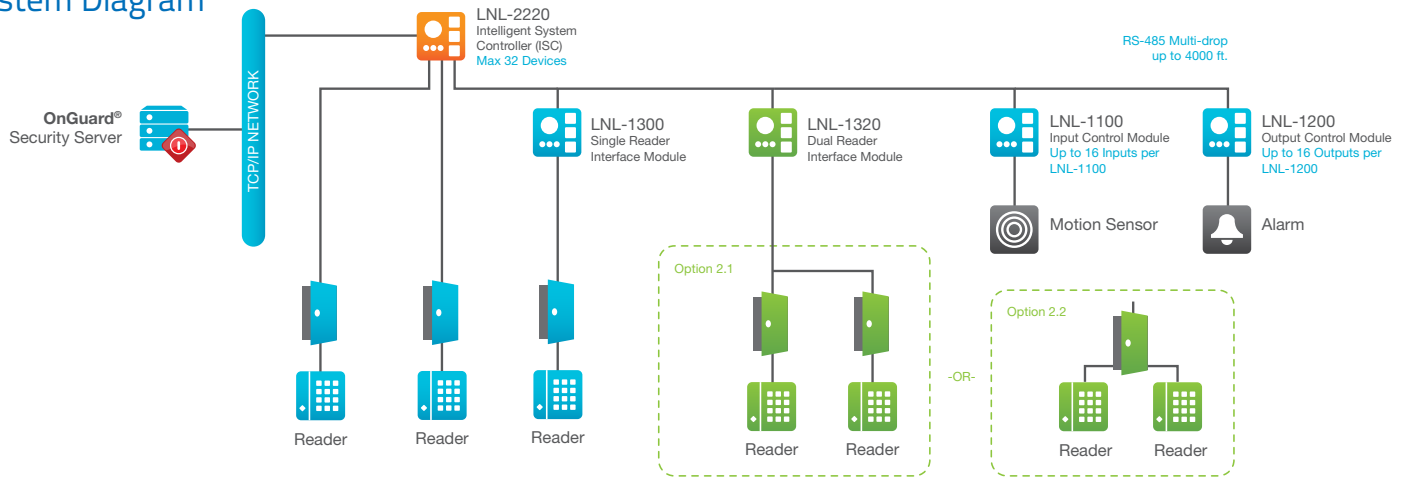 stem Diagram
LNL-2220
Intelligent System
Controller (ISC)
Max 32 Devices
RS-485 Multi-drop
up to 4000 ft.
OnGuard®
Security Server
TCP/IP NETWORK
LNL-1300
Single Reader
Interface Module
LNL-1320
Dual Reader
Interface Module
LNL-1100
Input Control Module
Up to 16 Inputs per
LNL-1100
LNL-1200
Output Control Module
Up to 16 Outputs per
LNL-1200
Motion Sensor
Alarm
Option 2.1
Option 2.2
-OR-
Reader
Reader
Reader
Reader
Reader
Reader
Reader